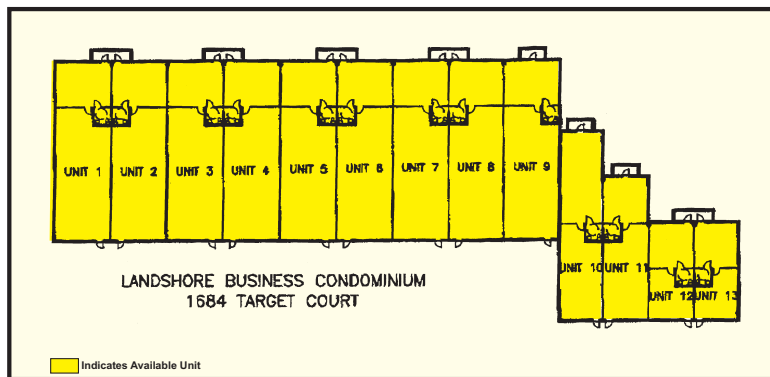 UNIT 1 UNIT 2 UNIT 3 UNIT 4 UNIT 5 UNIT 6 UNIT 7 UNIT 8 UNIT 9
UNIT 10 UNIT 11
UNIT 12 UNIT 13
LANDSHORE BUSINESS CONDOMINIUM
1684 TARGET COURT
Indicates Available Unit